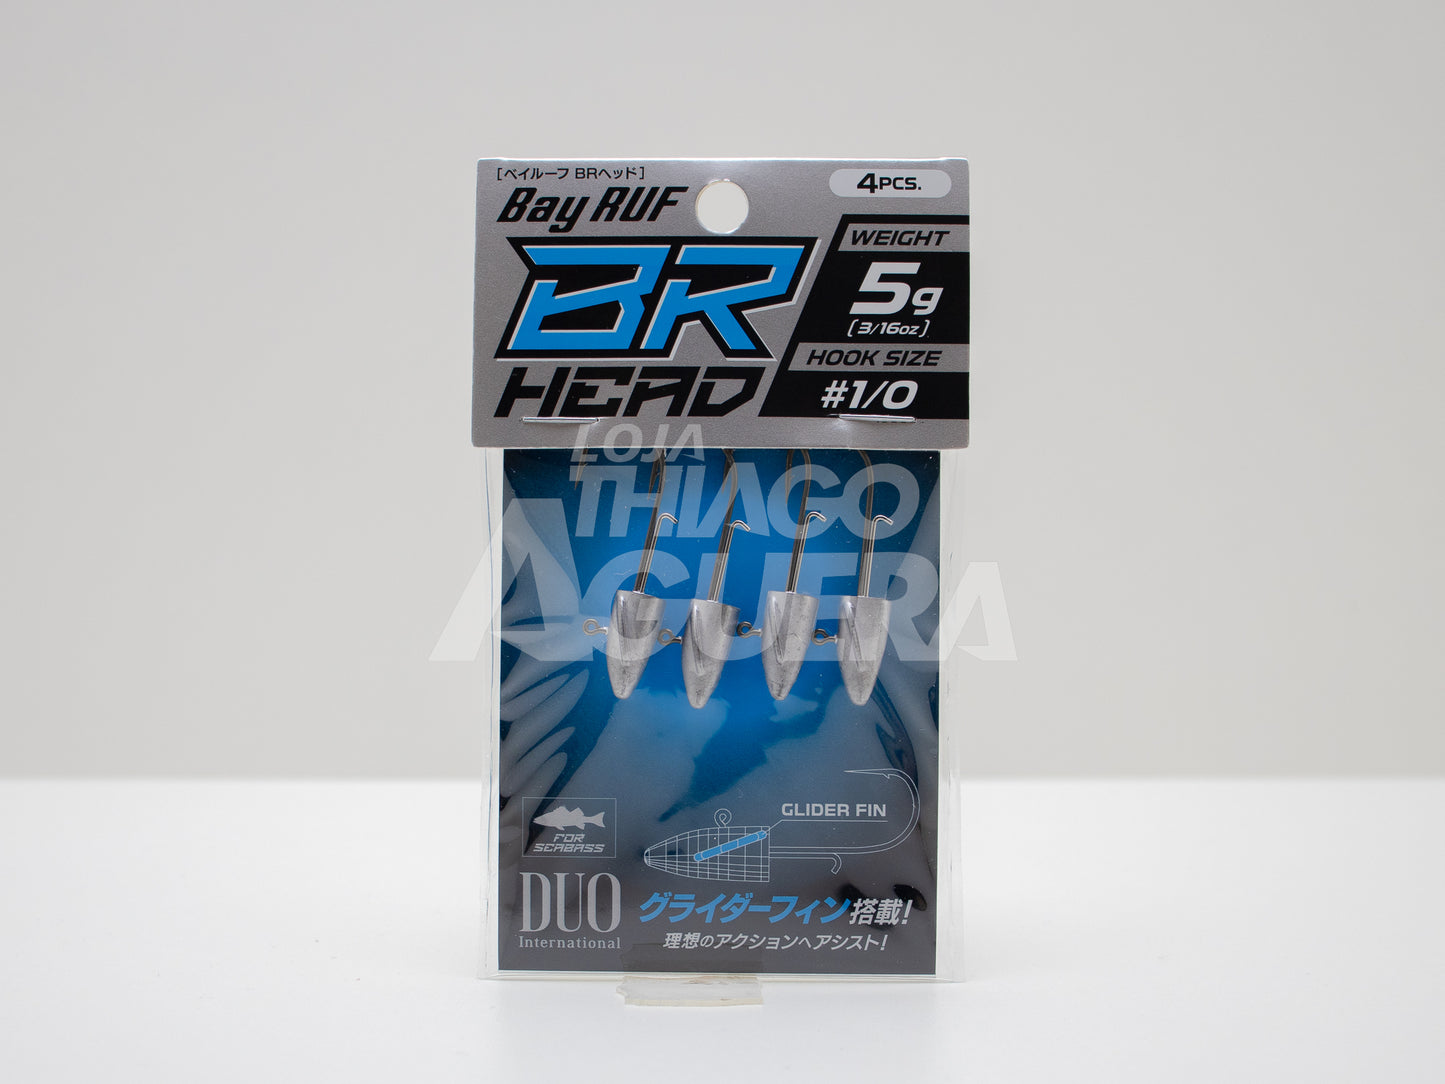 [ベイルーフ BRヘッド]
Bay RUF
BR
HEAD
4PCS.
WEIGHT
5g
[3/16oz]
HOOK SIZE
#1/0
LOJA
THIAGO
AGUERA
GLIDER FIN
FOR
SEABASS
DUO
International
グライダーフィン搭載!
理想のアクションへアシスト!